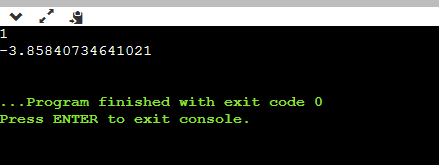 1
-3.85840734641021
...Program finished with exit code 0
Press ENTER to exit console.